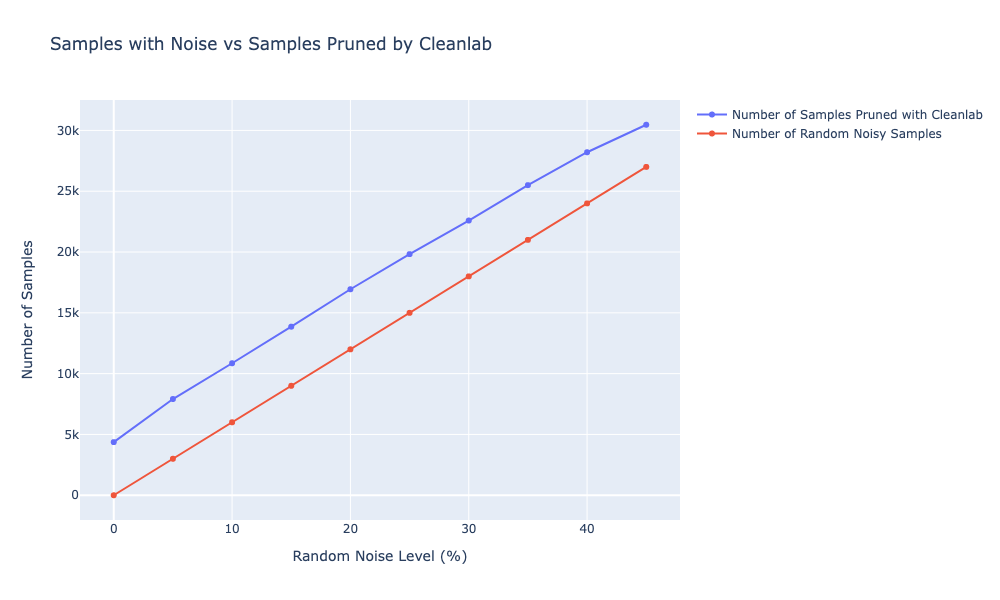 Samples with Noise vs Samples Pruned by Cleanlab
Number of Samples Pruned with Cleanlab
Number of Random Noisy Samples
30k
25k
20k
15k
10k
5k
0
Number of Samples
0 10 20 30 40
Random Noise Level (%)